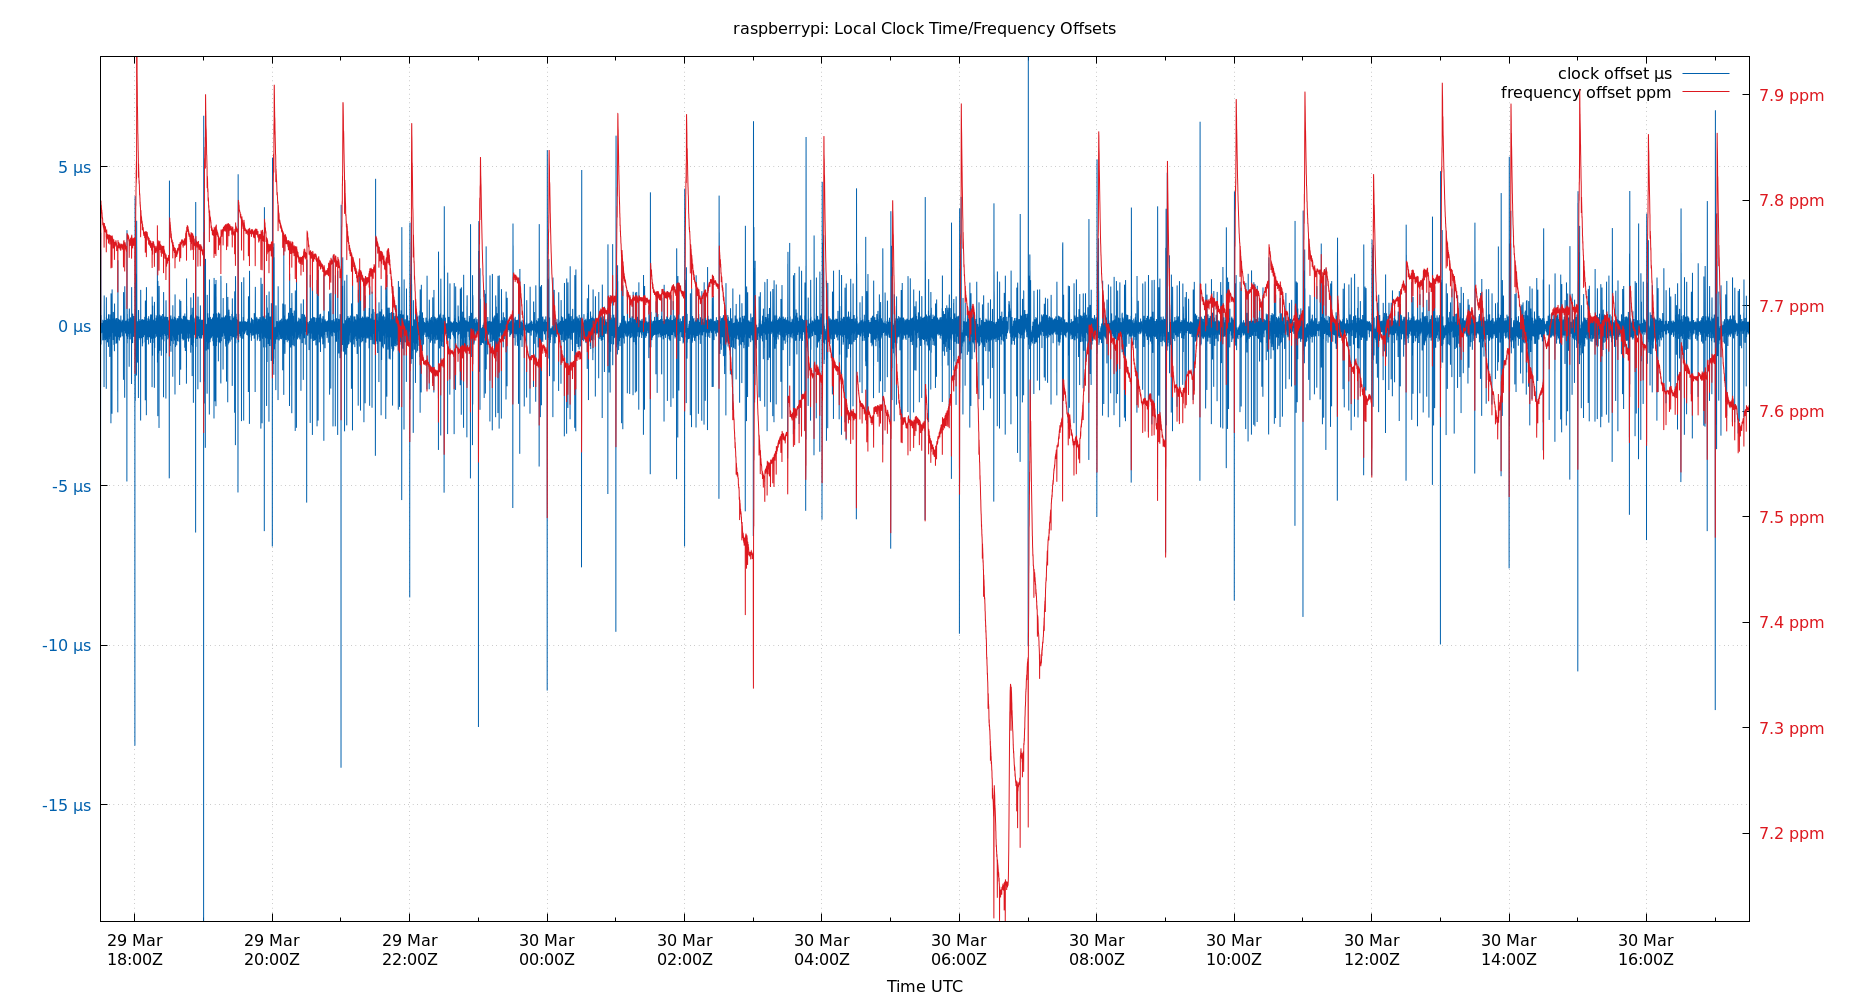 raspberrypi: Local Clock Time/Frequency Offsets
clock offset µs
frequency offset ppm
5 µs
0 µs
-5 µs
-10 µs
-15 µs
7.9 ppm
7.8 ppm
7.7 ppm
7.6 ppm
7.5 ppm
7.4 ppm
7.3 ppm
7.2 ppm
29 Mar 29 Mar 29 Mar 30 Mar 30 Mar 30 Mar 30 Mar 30 Mar 30 Mar 30 Mar 30 Mar 30 Mar
18:00Z 20:00Z 22:00Z 00:00Z 02:00Z 04:00Z 06:00Z 08:00Z 10:00Z 12:00Z 14:00Z 16:00Z
Time UTC